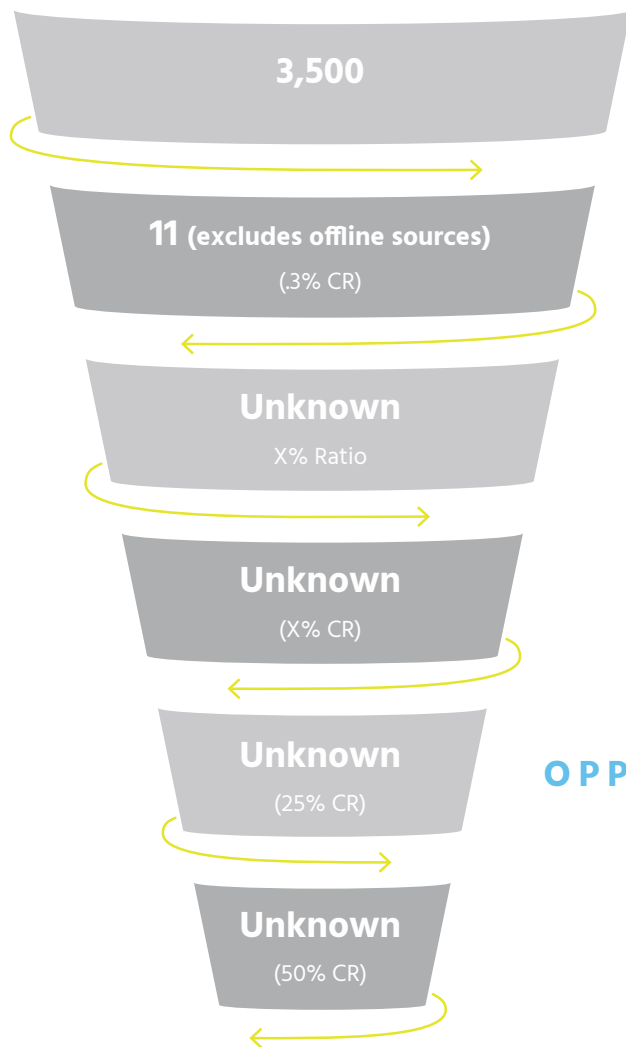 3,500
11 (excludes offline sources)
(.3% CR)
Unknown
X% Ratio
Unknown
(X% CR)
Unknown
(25% CR)
OPP
Unknown
(50% CR)